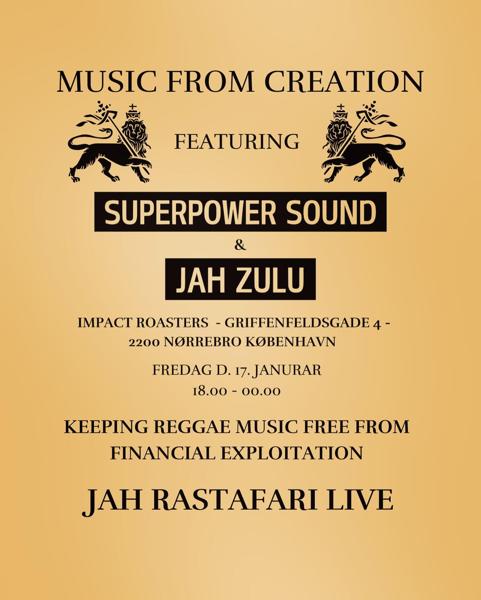 MUSIC FROM CREATION
FEATURING
SUPERPOWER SOUND
&
JAH ZULU
IMPACT ROASTERS - GRIFFENFELDSGADE 4 -
2200 NØRREBRO KØBENHAVN
FREDAG D. 17. JANURAR
18.00 - 00.00
KEEPING REGGAE MUSIC FREE FROM
FINANCIAL EXPLOITATION
JAH RASTAFARI LIVE